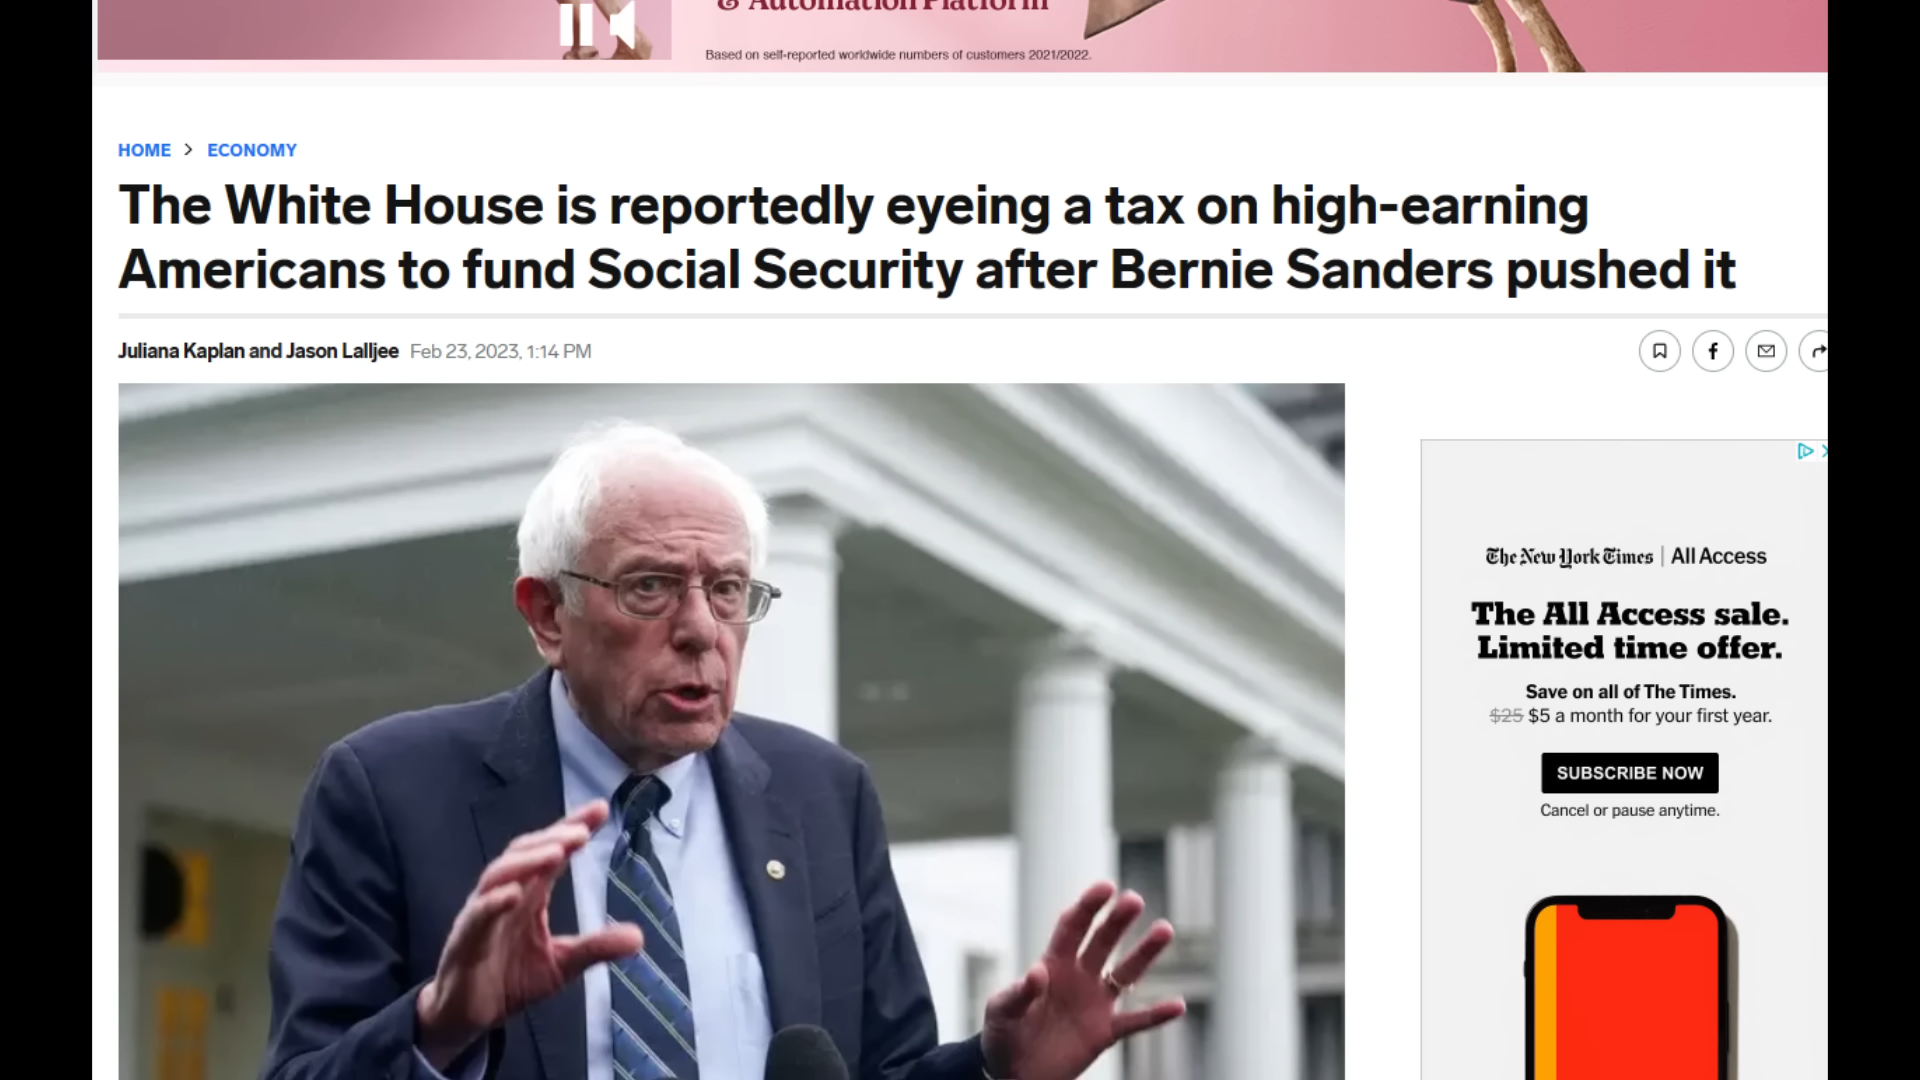 & Automation Platform
Based on self-reported worldwide numbers of customers 2021/2022.
HOME > ECONOMY
The White House is reportedly eyeing a tax on high-earning
Americans to fund Social Security after Bernie Sanders pushed it
Juliana Kaplan and Jason Lalljee Feb 23, 2023, 1:14 PM
The New York Times | All Access
The All Access sale.
Limited time offer.
Save on all of The Times.
$25 $5 a month for your first year.
SUBSCRIBE NOW
Cancel or pause anytime.